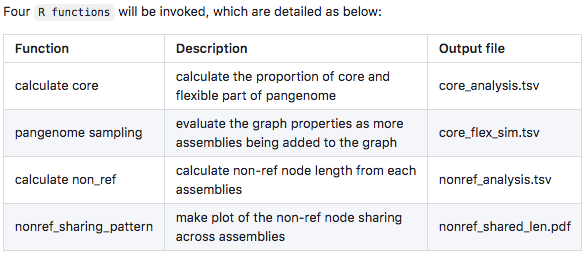 Four R functions will be invoked, which are detailed as below:
Function Description Output file
calculate core calculate the proportion of core and flexible part of pangenome core_analysis.tsv
pangenome sampling evaluate the graph properties as more assemblies being added to the graph core_flex_sim.tsv
calculate non_ref calculate non-ref node length from each assemblies nonref_analysis.tsv
nonref_sharing_pattern make plot of the non-ref node sharing across assemblies nonref_shared_len.pdf